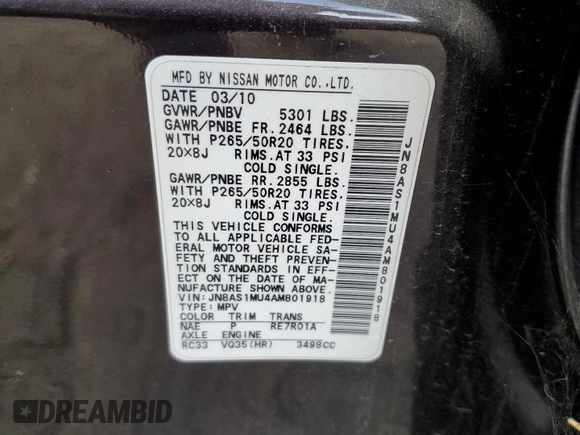 MFD BY NISSAN MOTOR CO.,LTD.
DATE 03/10
GVWR/PNBV 5301 LBS.
GAWR/PNBE FR. 2464 LBS.
WITH P265/50R20 TIRES,
20×8J RIMS.AT 33 PSI
COLD SINGLE.
GAWR/PNBE RR. 2855 LBS.
WITH P265/50R20 TIRES,
20×8J RIMS.AT 33 PSI
COLD SINGLE.
THIS VEHICLE CONFORMS
TO ALL APPLICABLE FED-
ERAL MOTOR VEHICLE SA-
FETY AND THEFT PREVEN-
TION STANDARDS IN EFF-
ECT ON THE DATE OF MA-
NUFACTURE SHOWN ABOVE.
VIN: JN8AS1MU4AM801918
TYPE: MPV
COLOR TRIM TRANS
NAE P RE7R01A
AXLE ENGINE
RC33 VQ35(HR) 3498CC
JN8AS1MU4AM801918
DREAMBID